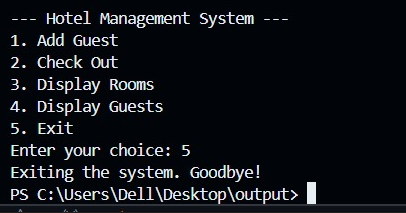 --- Hotel Management System ---
1. Add Guest
2. Check Out
3. Display Rooms
4. Display Guests
5. Exit
Enter your choice: 5
Exiting the system. Goodbye!
PS C:\Users\Dell\Desktop\output>